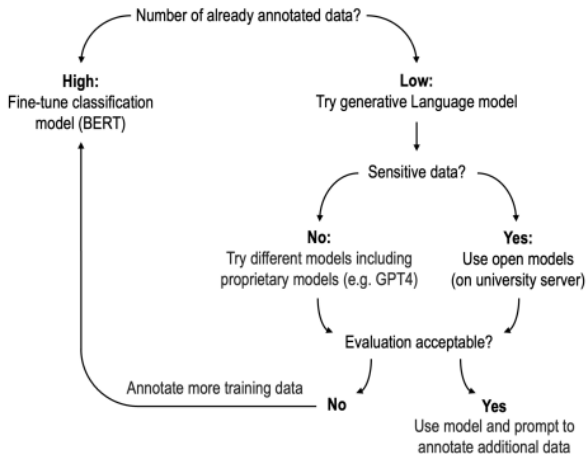 Number of already annotated data?
High:
Fine-tune classification
model (BERT)
Low:
Try generative Language model
Sensitive data?
No:
Try different models including
proprietary models (e.g. GPT4)
Yes:
Use open models
(on university server)
Evaluation acceptable?
Annotate more training data
No
Yes
Use model and prompt to
annotate additional data